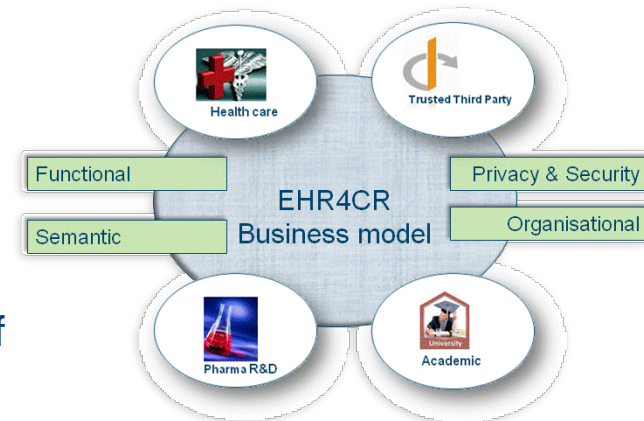 Health care
Trusted Third Party
Functional
Privacy & Security
EHR4CR
Business model
Semantic
Organisational
f
University
Pharma R&D
Academic